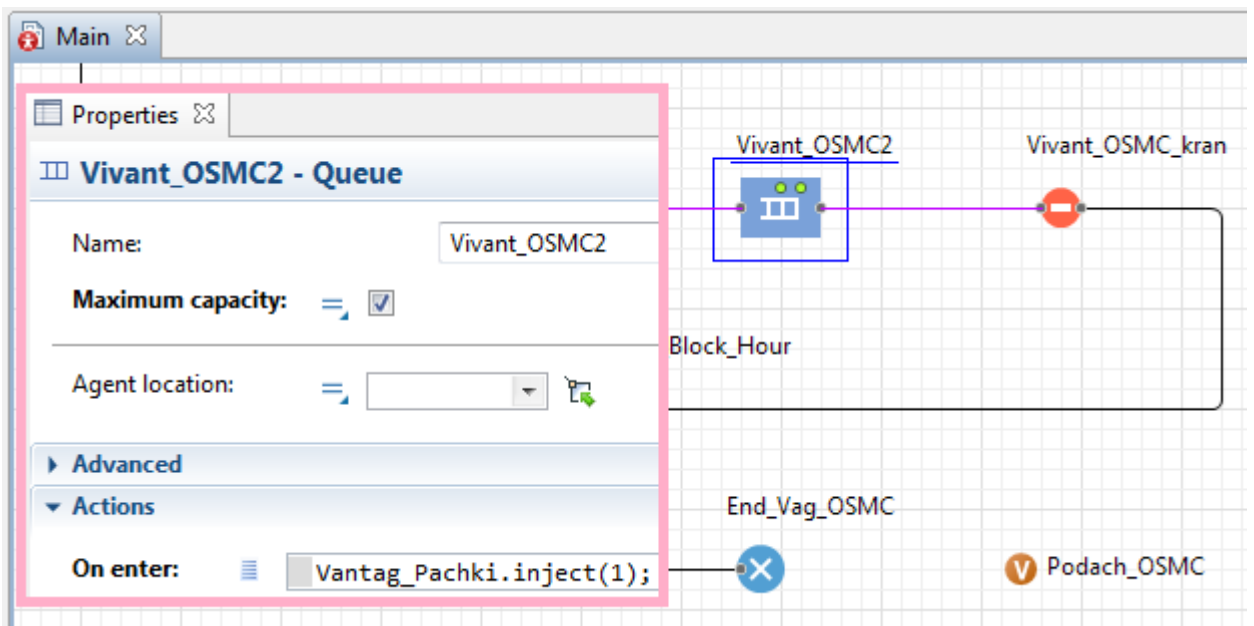 Main
Properties
Vivant_OSMC2 - Queue
Name:
Vivant_OSMC2
Maximum capacity:
Agent location:
Advanced
Actions
On enter:
Vantag_Pachki.inject(1);
Vivant_OSMC2
Vivant_OSMC_kran
Block_Hour
End_Vag_OSMC
V
Podach_OSMC